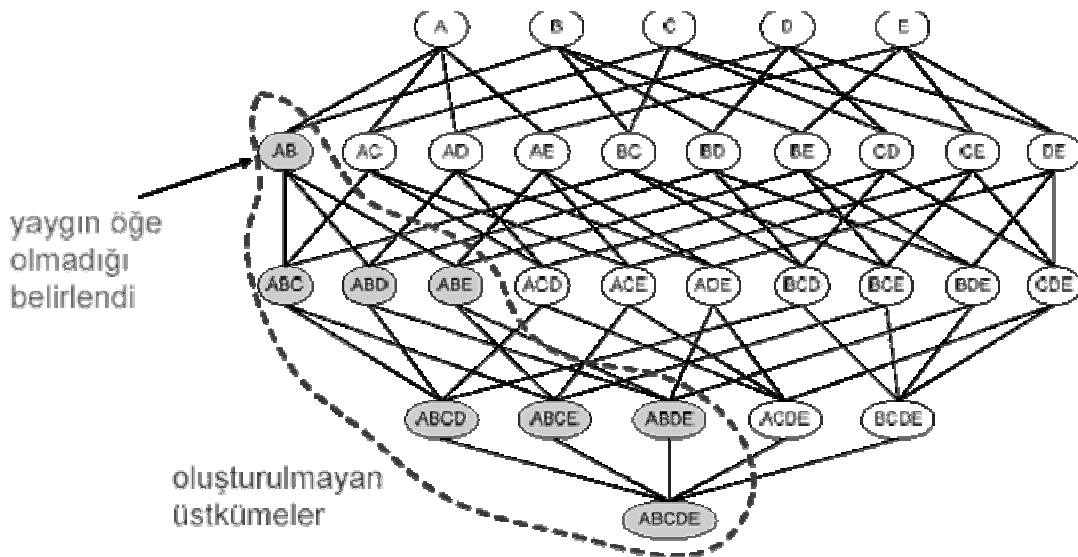 A B C D E
AB AC AD AE BC BD BE CD CE DE
yaygın öğe
olmadığı
belirlendi
ABC ABD ABE ACD ACE ADE BCD BCE BDE CDE
ABCD ABCE ABDE ACDE BCDE
oluşturulmayan
üstkümeler
ABCDE